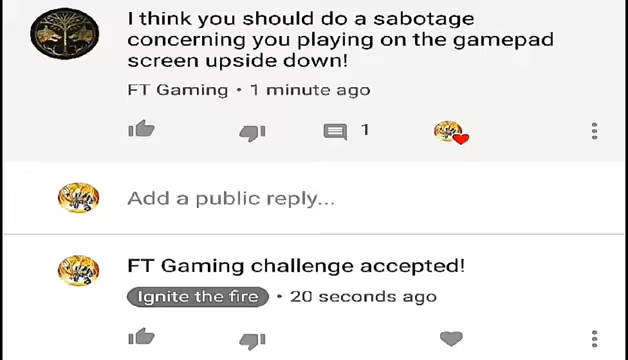 I think you should do a sabotage
concerning you playing on the gamepad
screen upside down!
FT Gaming • 1 minute ago
1
Add a public reply...
FT Gaming challenge accepted!
Ignite the fire • 20 seconds ago